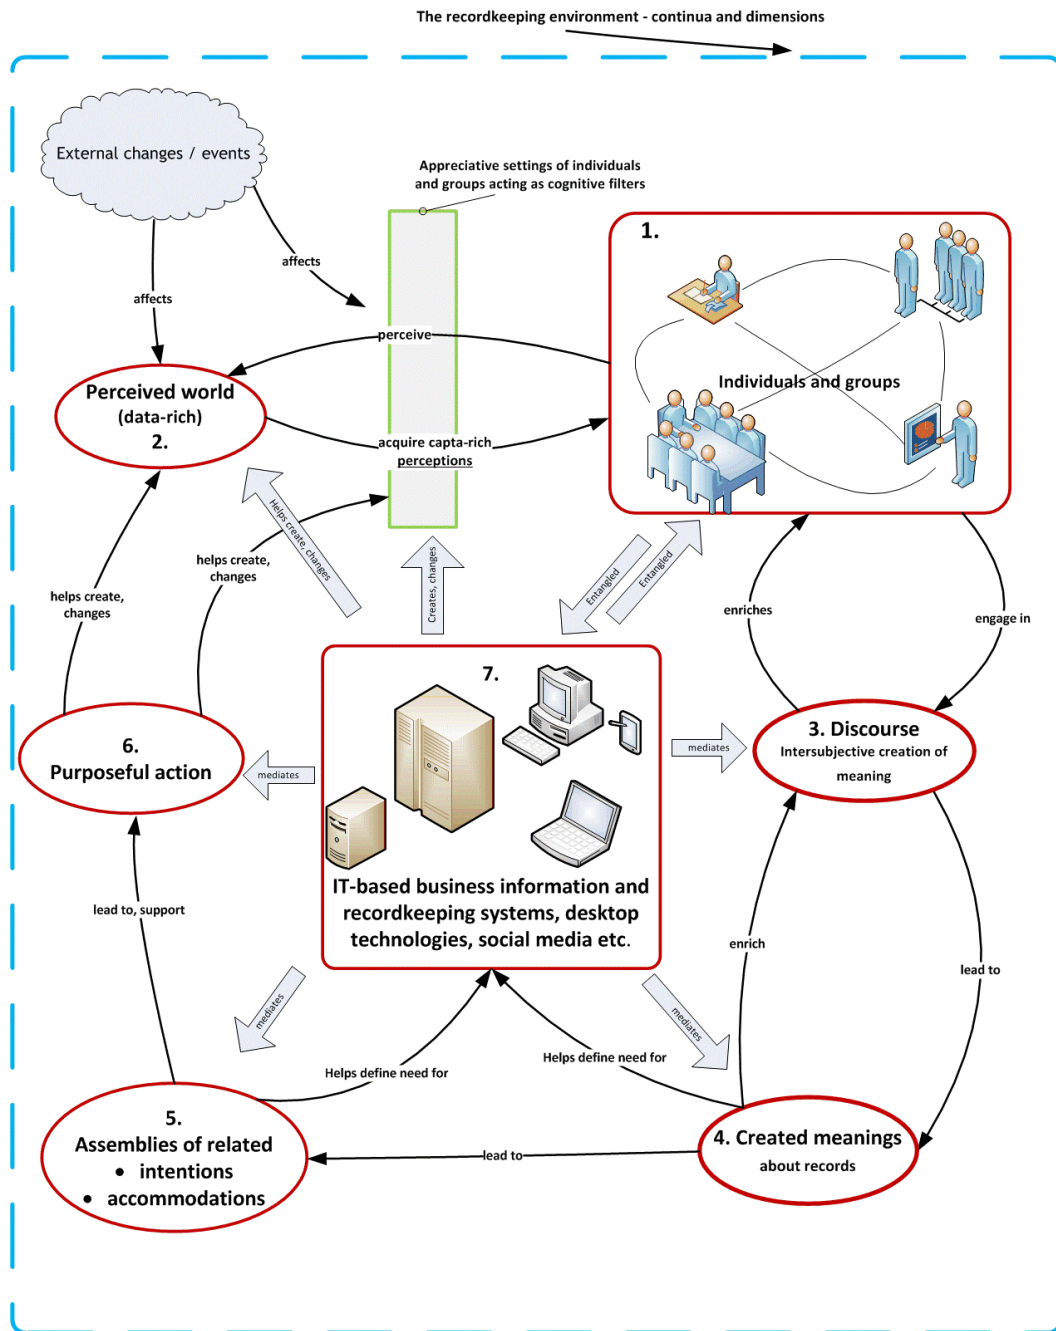 The recordkeeping environment - continua and dimensions
External changes / events
Appreciative settings of individuals
and groups acting as cognitive filters
affects
affects
1.
perceive
Individuals and groups
Perceived world
(data-rich)
2.
acquire capta-rich
perceptions
Helps create, changes
Creates, changes
Entangled
Entangled
helps create,
changes
helps create,
changes
enriches
engage in
7.
IT-based business information and
recordkeeping systems, desktop
technologies, social media etc.
mediates
mediates
3. Discourse
Intersubjective creation of
meaning
6.
Purposeful action
lead to, support
enrich
lead to
mediates
mediates
Helps define need for
Helps define need for
5.
Assemblies of related
• intentions
• accommodations
lead to
4. Created meanings
about records